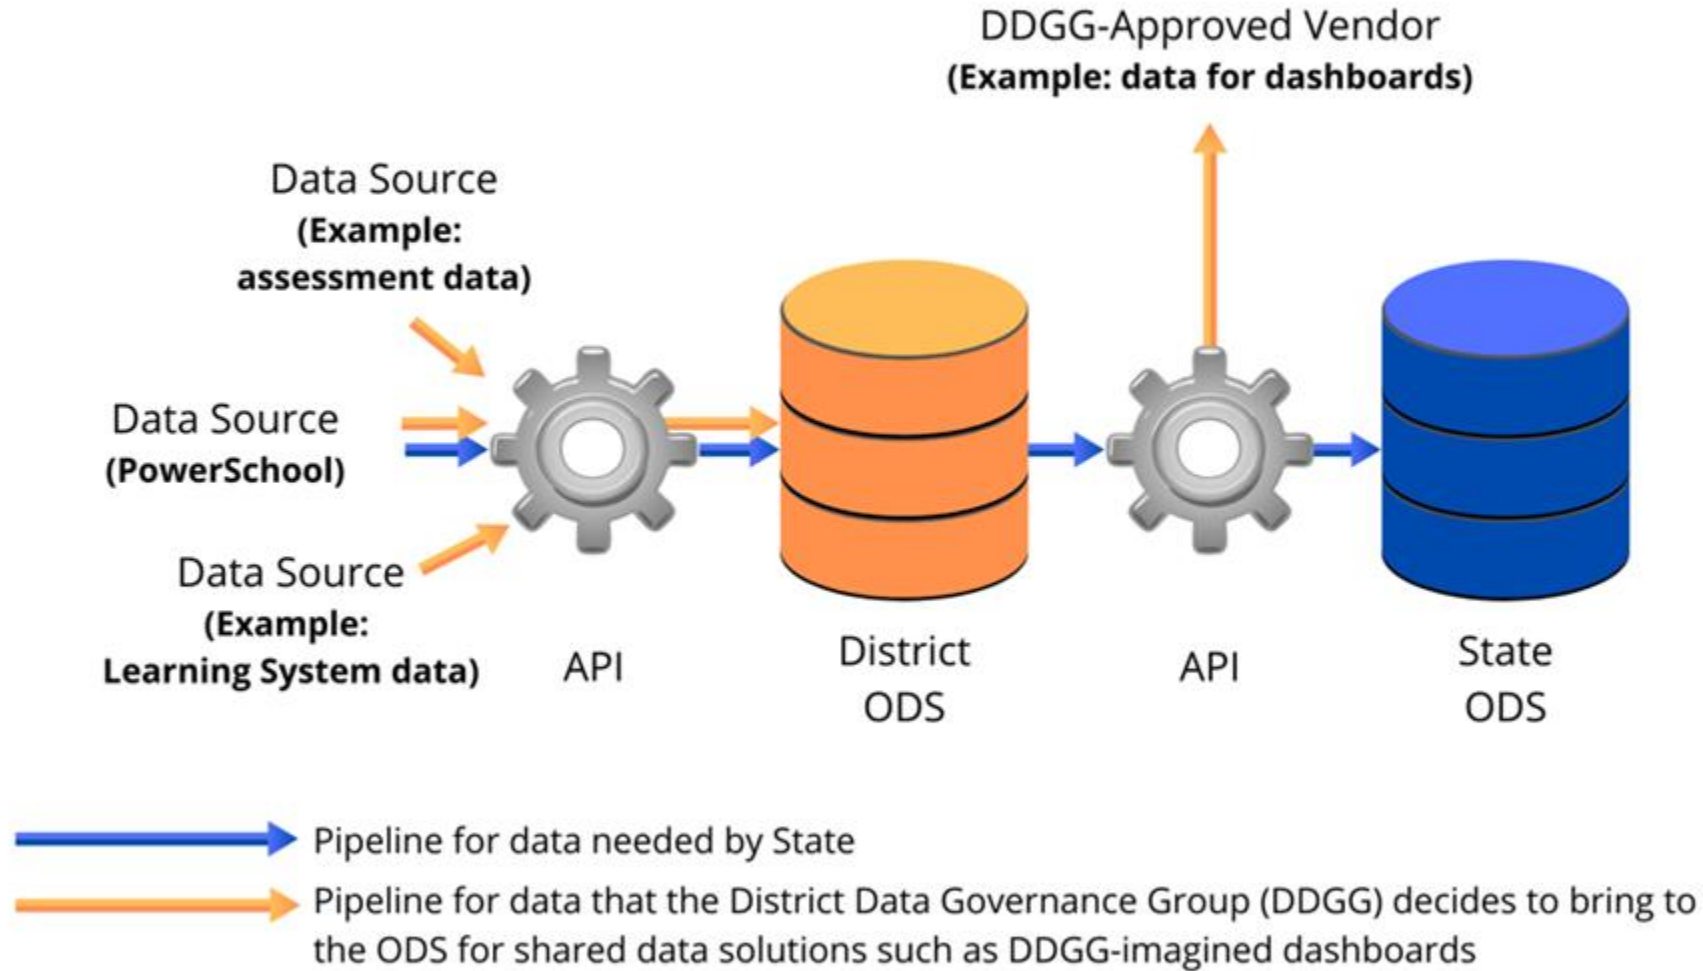 DDGG-Approved Vendor
(Example: data for dashboards)
Data Source
(Example:
assessment data)
Data Source
(PowerSchool)
Data Source
(Example:
Learning System data)
API
District
ODS
API
State
ODS
Pipeline for data needed by State
Pipeline for data that the District Data Governance Group (DDGG) decides to bring to
the ODS for shared data solutions such as DDGG-imagined dashboards